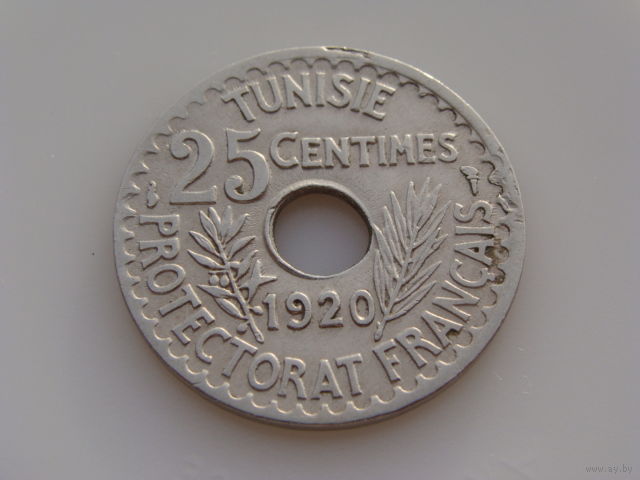 TUNISIE
25 CENTIMES
1920
PROTECTORAT FRANÇAIS
www.ay.by